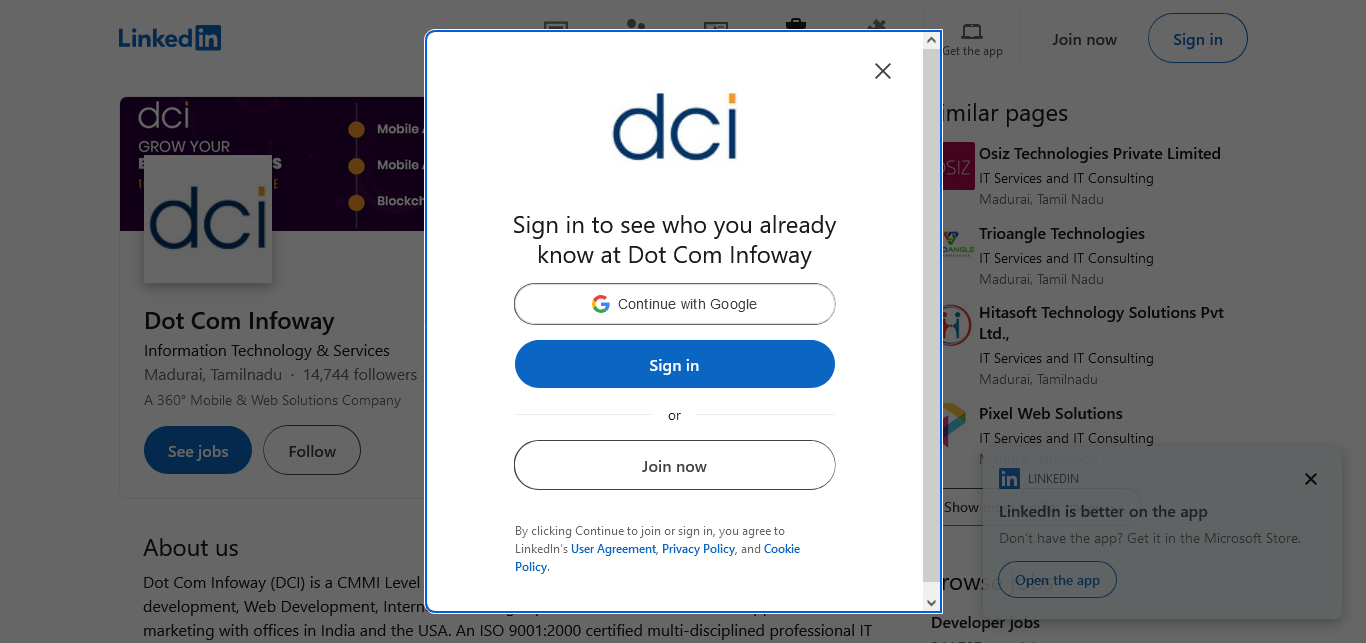 Linked in
Get the app
Join now
Sign in
dci
GROW YOUR
Mobile
Mobile
dci
Dot Com Infoway
Information Technology & Services
Madurai, Tamilnadu · 14,744 followers
A 360° Mobile & Web Solutions Company
See jobs
Follow
About us
Dot Com Infoway (DCI) is a CMMI Level
development, Web Development,
marketing with offices in India and the USA. An ISO 9001:2000 certified multi-disciplined professional IT
dci
Sign in to see who you already
know at Dot Com Infoway
Continue with Google
Sign in
or
Join now
By clicking Continue to join or sign in, you agree to
LinkedIn's User Agreement, Privacy Policy, and Cookie
Policy.
pages
OSIZ
Osiz Technologies Private Limited
IT Services and IT Consulting
Madurai, Tamil Nadu
Trioangle Technologies
IT Services and IT Consulting
Madurai, Tamil Nadu
Hitasoft Technology Solutions Pvt
Ltd.,
IT Services and IT Consulting
Madurai, Tamilnadu
Pixel Web Solutions
IT Services and IT Consulting
Madurai, Tamilnadu
Show
in LINKEDIN
LinkedIn is better on the app
Don't have the app? Get it in the Microsoft Store.
Open the app
Developer jobs